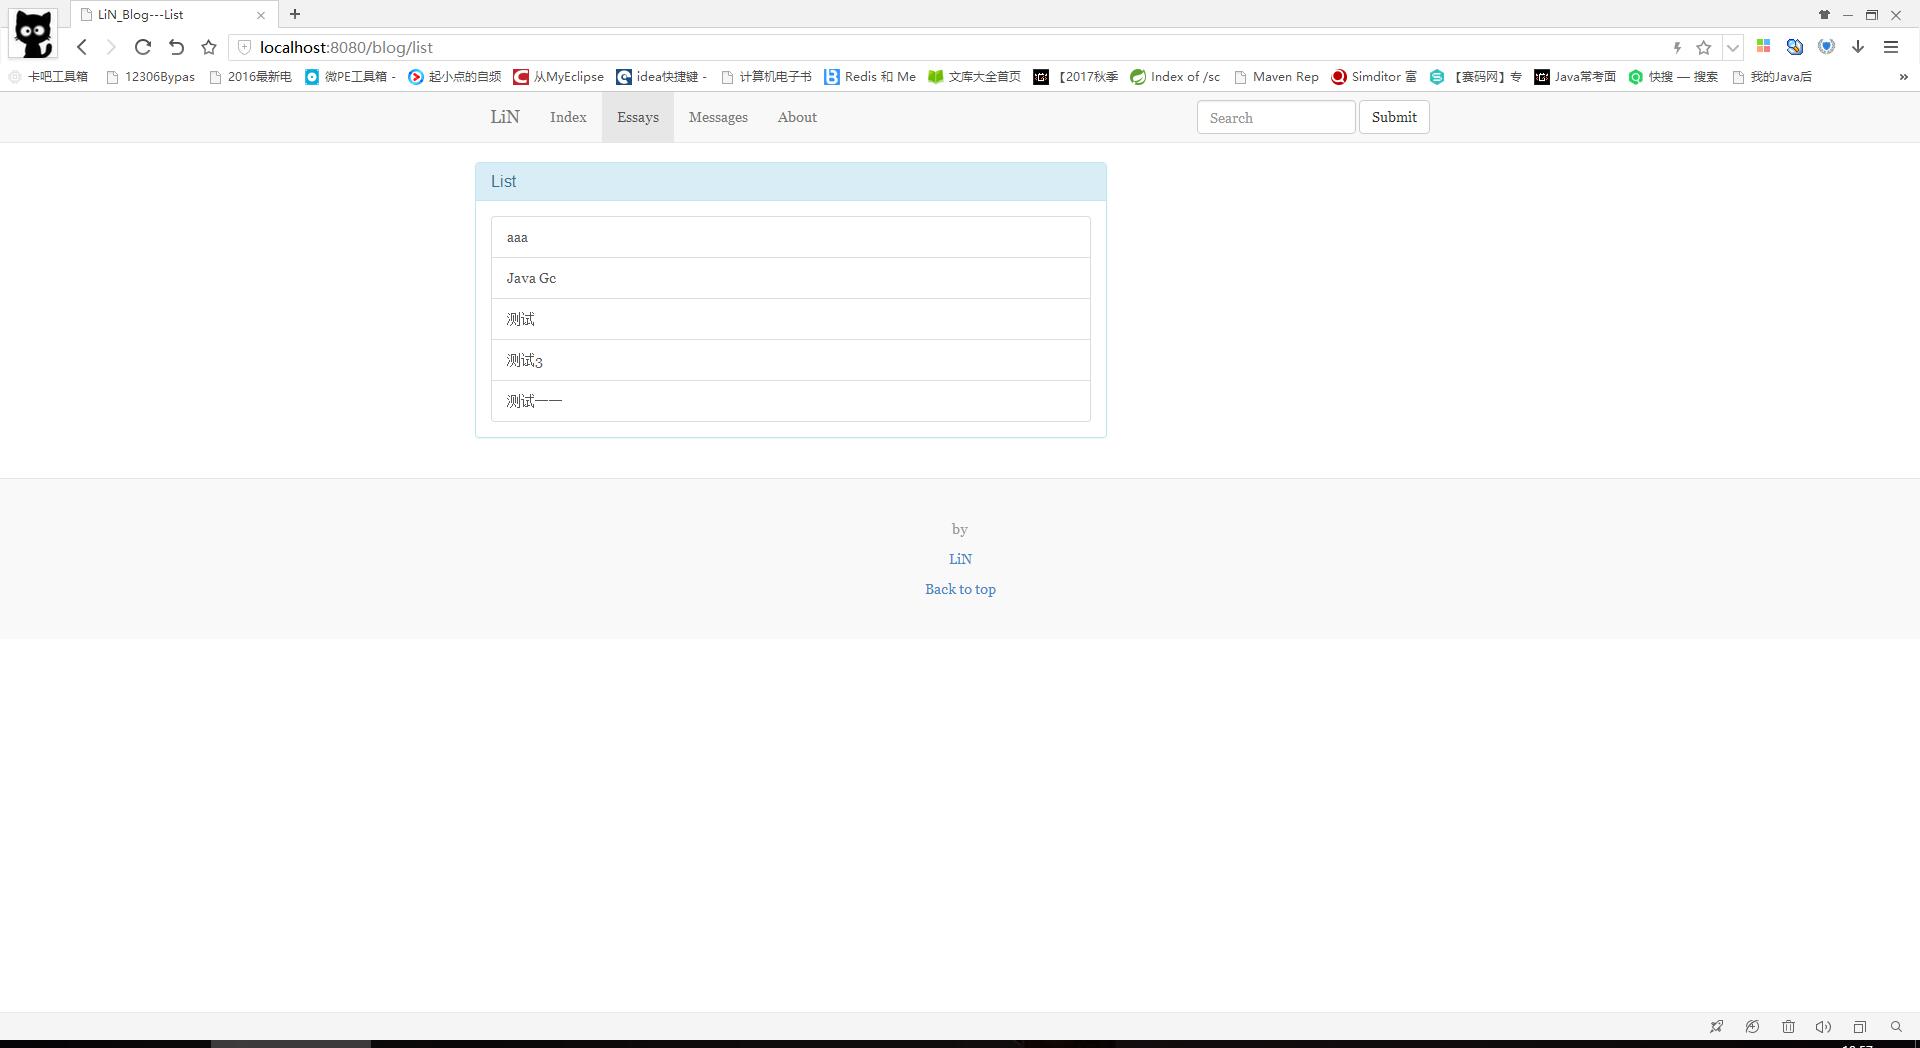 LiN_Blog---List
localhost:8080/blog/list
卡吧工具箱 12306Bypas 2016最新电 微PE工具箱 - 起小点的自频 从MyEclipse idea快捷键 - 计算机电子书 Redis 和 Me 文库大全首页 【2017秋季 Index of /sc Maven Rep Simditor 富 【赛码网】专 Java常考面 快搜 — 搜索 我的Java后 »
LiN Index Essays Messages About Search Submit
List
aaa
Java Gc
测试
测试3
测试一一
by
LiN
Back to top